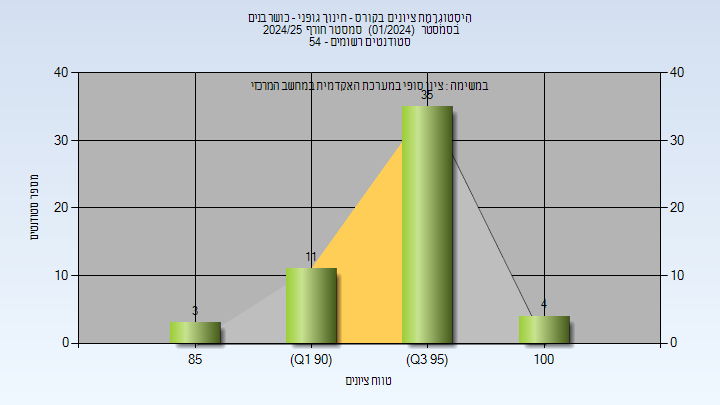 היסטוגרמת ציונים בקורס - חינוך גופני - כושר בנים
בסמסטר (01/2024) סמסטר חורף 2024/25
סטודנטים רשומים - 54
במשימה : ציון סופי במערכת האקדמית במחשב המרכזי
40 40
35
30 30
מספר סטודנטים
20 20
11
10 10
3 4
0 0
85 (Q1 90) (Q3 95) 100
טווח ציונים